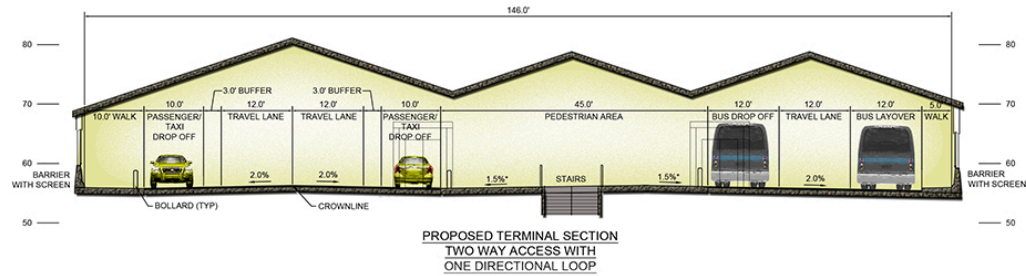 146.0'
80
80
3.0' BUFFER
3.0' BUFFER
70
70
10.0'
12.0'
12.0'
10.0'
45.0'
12.0'
12.0'
12.0'
5.0'
10.0' WALK
PASSENGER/
TAXI
DROP OFF
TRAVEL LANE
TRAVEL LANE
PASSENGER/
TAXI
DROP OFF
PEDESTRIAN AREA
BUS DROP OFF
TRAVEL LANE
BUS LAYOVER
WALK
60
60
BARRIER
WITH SCREEN
2.0%
2.0%
1.5%"
STAIRS
1.5%"
2.0%
BARRIER
WITH SCREEN
BOLLARD (TYP)
CROWNLINE
50
50
PROPOSED TERMINAL SECTION
TWO WAY ACCESS WITH
ONE DIRECTIONAL LOOP